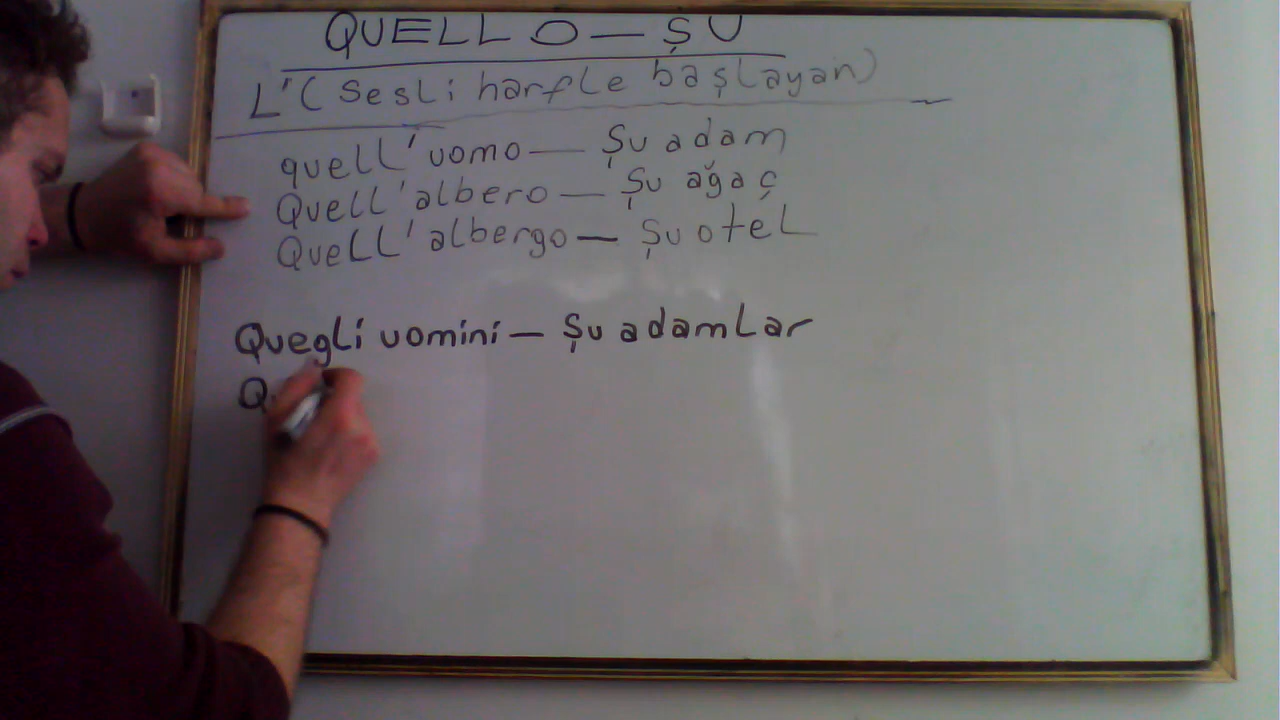 QUELLO — ŞU
L'(Sesli harfle başlayan)
quell'uomo — Şu adam
Quell'albero — Şu ağaç
Quell'albergo — Şu otel
Quegli uomini — Şu adamlar
Q